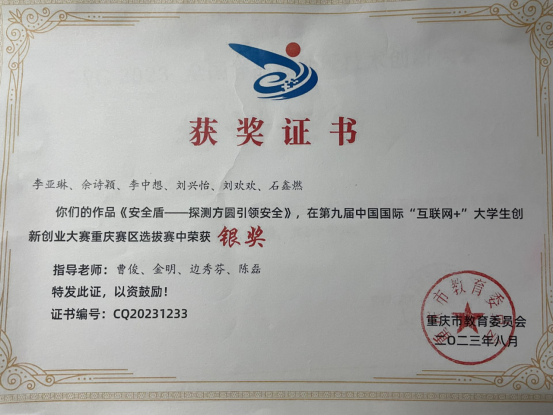 获奖证书
李亚琳、余诗颖、李中想、刘兴怡、刘欢欢、石鑫燃
你们的作品《安全盾——探测方圆引领安全》，在第九届中国国际“互联网+”大学生创
新创业大赛重庆赛区选拔赛中荣获 银奖
指导老师：曹俊、金明、边秀芬、陈磊
特发此证，以资鼓励！
证书编号：CQ20231233
重庆市教育委员会
二〇二三年八月